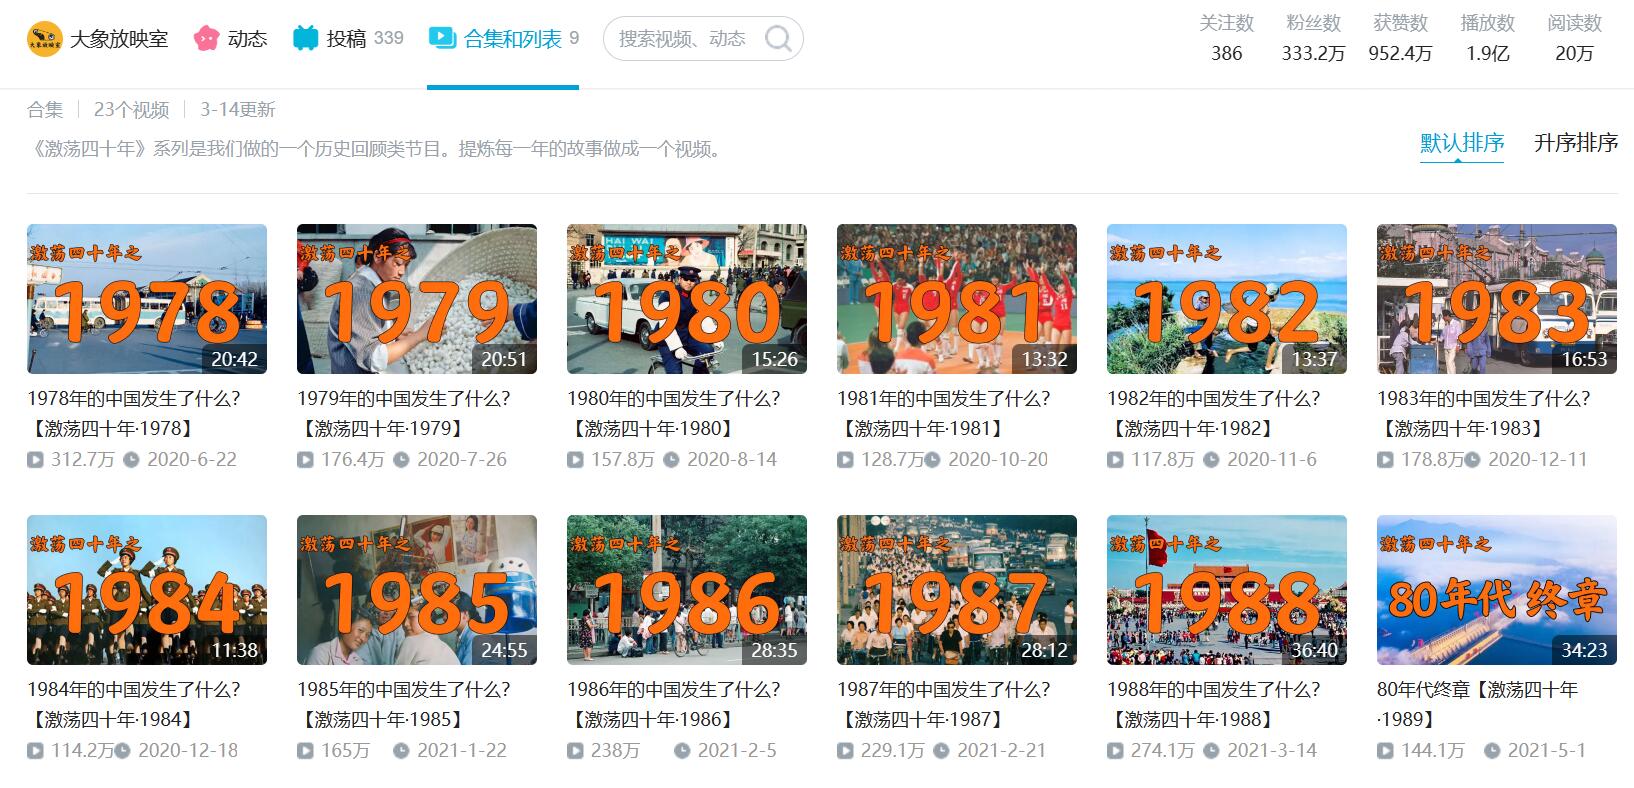 大象放映室 动态 投稿 339 合集和列表 9 搜索视频、动态
关注数 粉丝数 获赞数 播放数 阅读数
386 333.2万 952.4万 1.9亿 20万
合集 23个视频 3-14更新
《激荡四十年》系列是我们做的一个历史回顾类节目。提炼每一年的故事做成一个视频。
默认排序 升序排序
激荡四十年之
1978
20:42
激荡四十年之
1979
20:51
HAI WA
激荡四十年之
1980
15:26
激荡四十年之
1981
13:32
激荡四十年之
1982
13:37
激荡四十年之
1983
16:53
1978年的中国发生了什么?
【激荡四十年·1978】
312.7万 2020-6-22
1979年的中国发生了什么?
【激荡四十年·1979】
176.4万 2020-7-26
1980年的中国发生了什么?
【激荡四十年·1980】
157.8万 2020-8-14
1981年的中国发生了什么?
【激荡四十年·1981】
128.7万 2020-10-20
1982年的中国发生了什么?
【激荡四十年·1982】
117.8万 2020-11-6
1983年的中国发生了什么?
【激荡四十年·1983】
178.8万 2020-12-11
激荡四十年之
1984
11:38
激荡四十年之
1985
24:55
激荡四十年之
1986
28:35
激荡四十年之
1987
28:12
激荡四十年之
1988
36:40
激荡四十年之
80年代 终章
34:23
1984年的中国发生了什么?
【激荡四十年·1984】
114.2万 2020-12-18
1985年的中国发生了什么?
【激荡四十年·1985】
165万 2021-1-22
1986年的中国发生了什么?
【激荡四十年·1986】
238万 2021-2-5
1987年的中国发生了什么?
【激荡四十年·1987】
229.1万 2021-2-21
1988年的中国发生了什么?
【激荡四十年·1988】
274.1万 2021-3-14
80年代终章【激荡四十年
·1989】
144.1万 2021-5-1